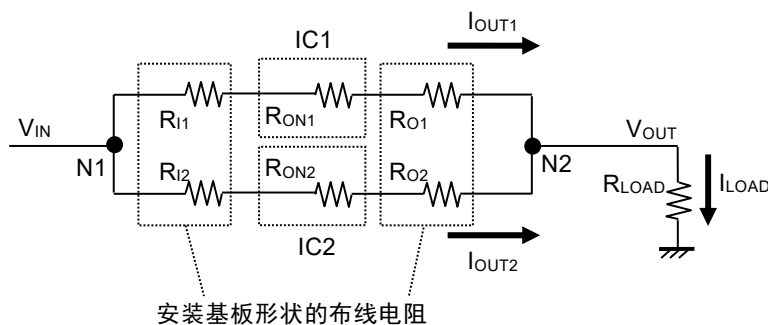 IOUT1
IC1
VIN
RI1
RON1
RO1
N1
RI2
RON2
RO2
N2
VOUT
RLOAD
ILOAD
IC2
IOUT2
安装基板形状的布线电阻